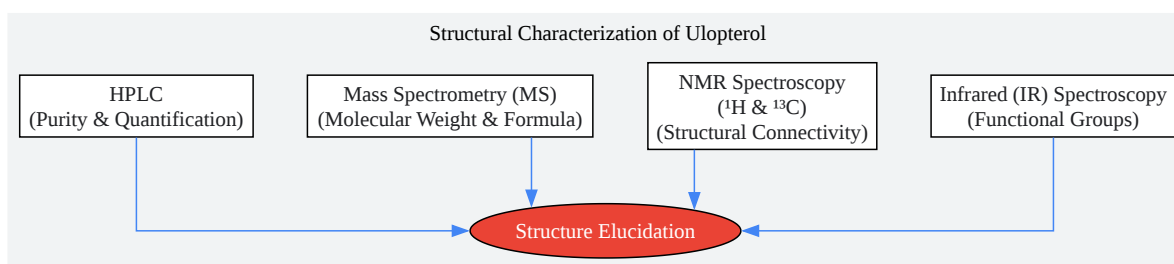 Structural Characterization of Ulopterol
HPLC
(Purity & Quantification)
Mass Spectrometry (MS)
(Molecular Weight & Formula)
NMR Spectroscopy
(¹H & ¹³C)
(Structural Connectivity)
Infrared (IR) Spectroscopy
(Functional Groups)
Structure Elucidation